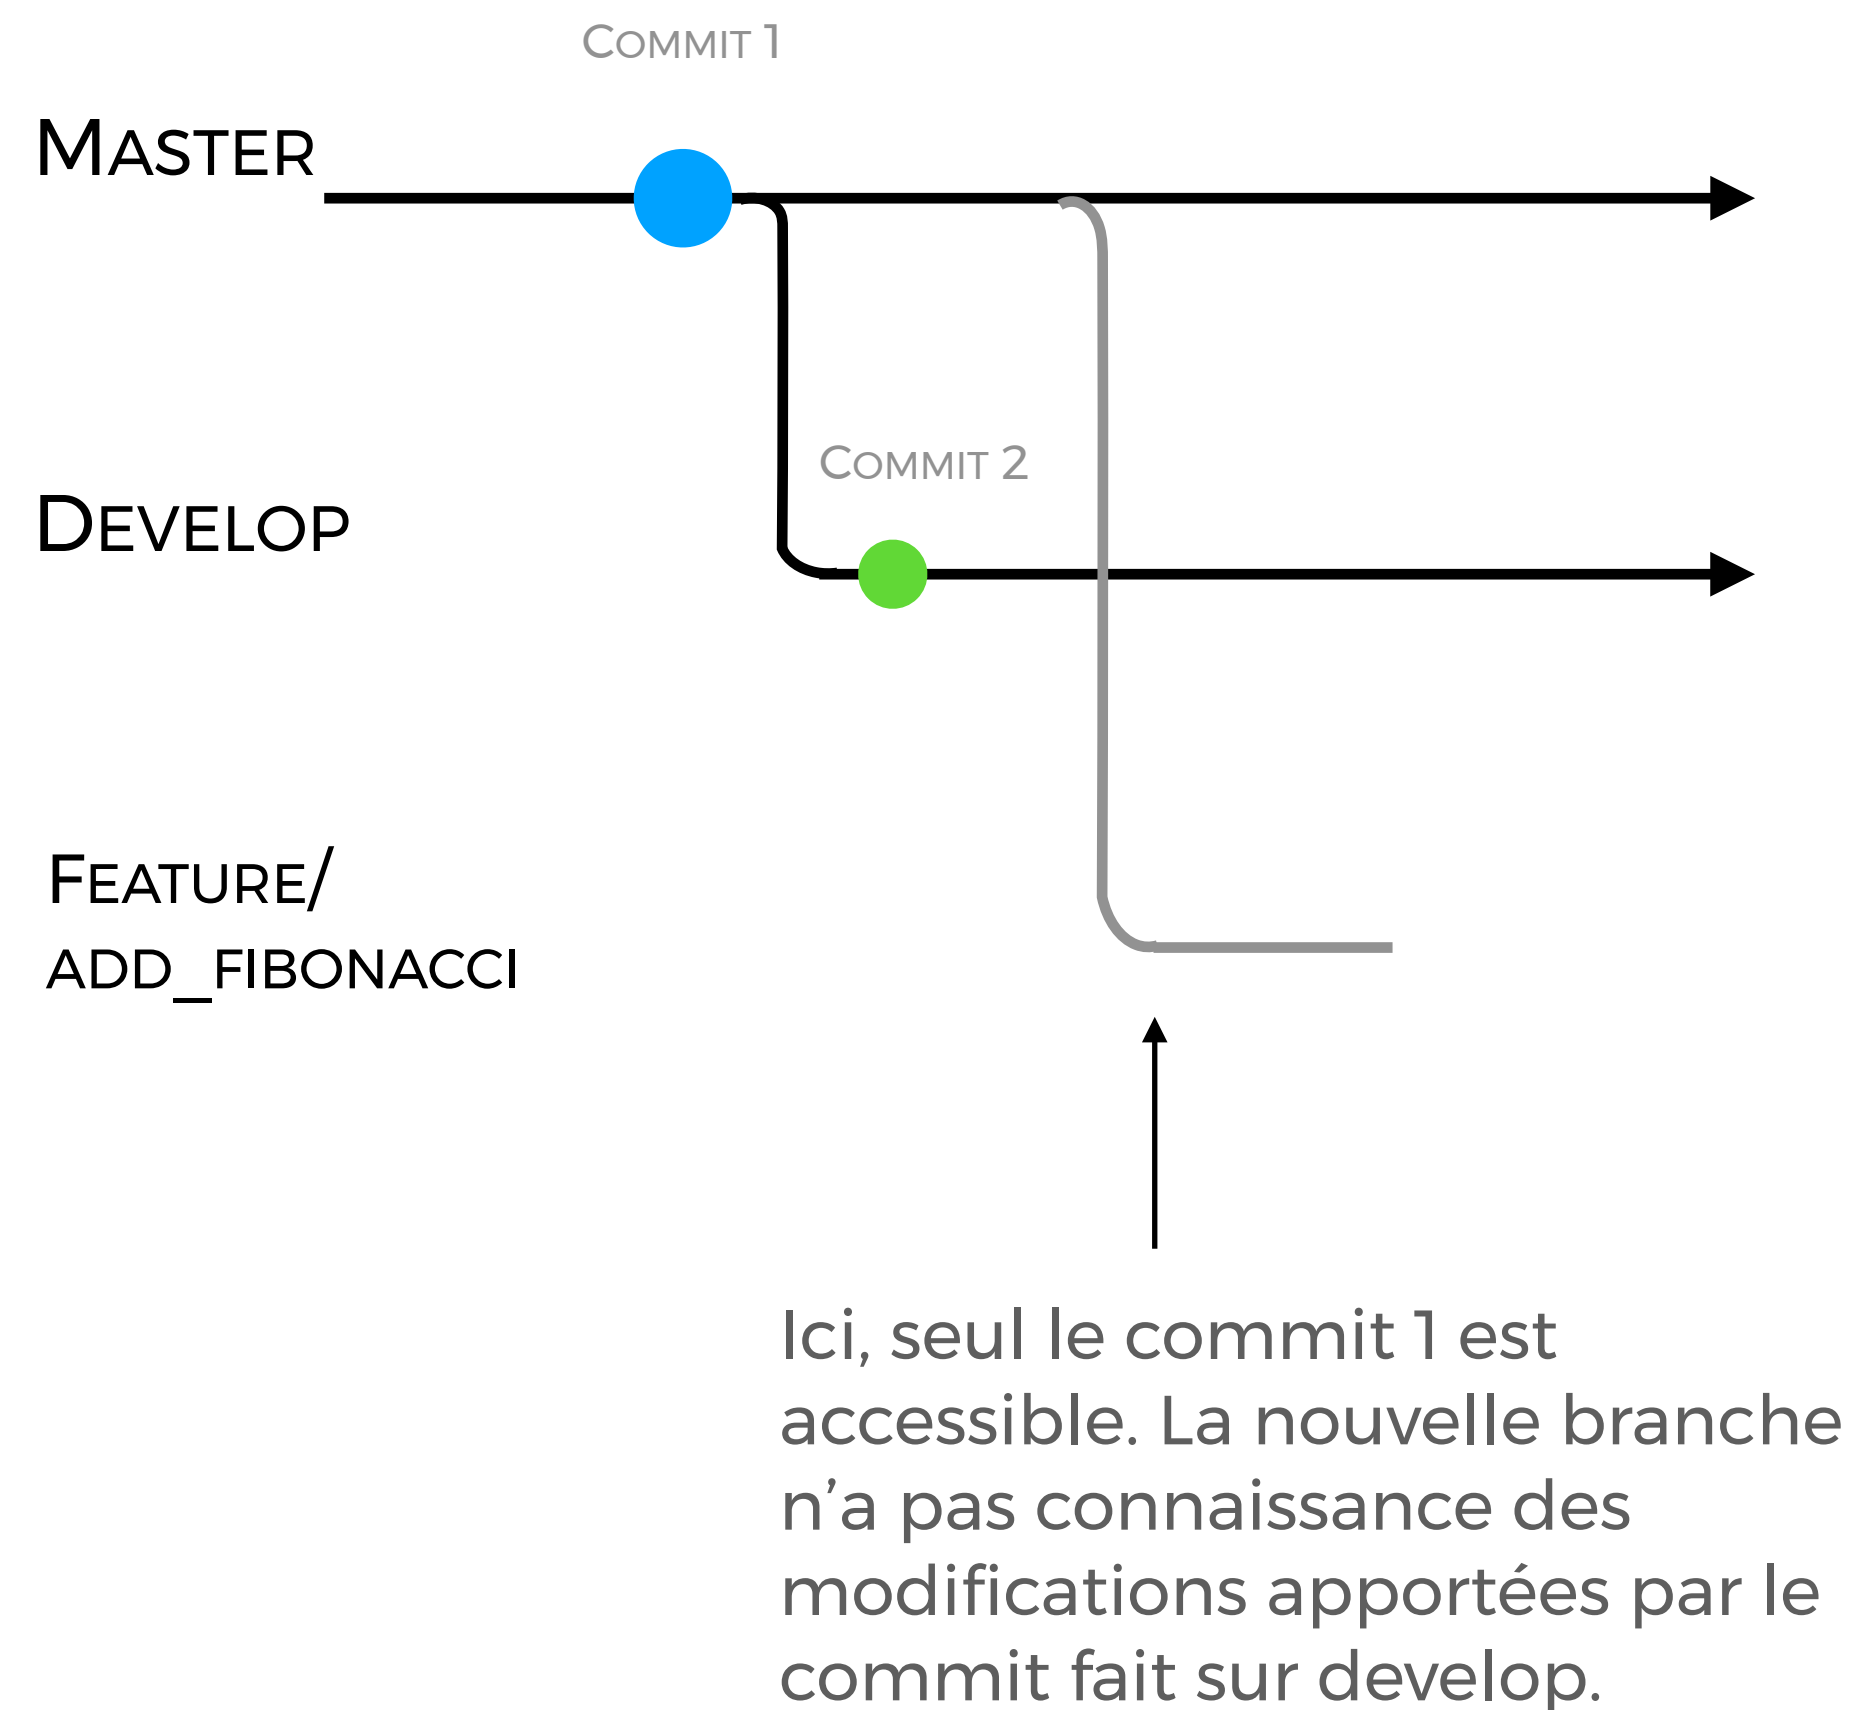 Commit 1
Master
Commit 2
Develop
Feature/
add_fibonacci
Ici, seul le commit 1 est
accessible. La nouvelle branche
n’a pas connaissance des
modifications apportées par le
commit fait sur develop.